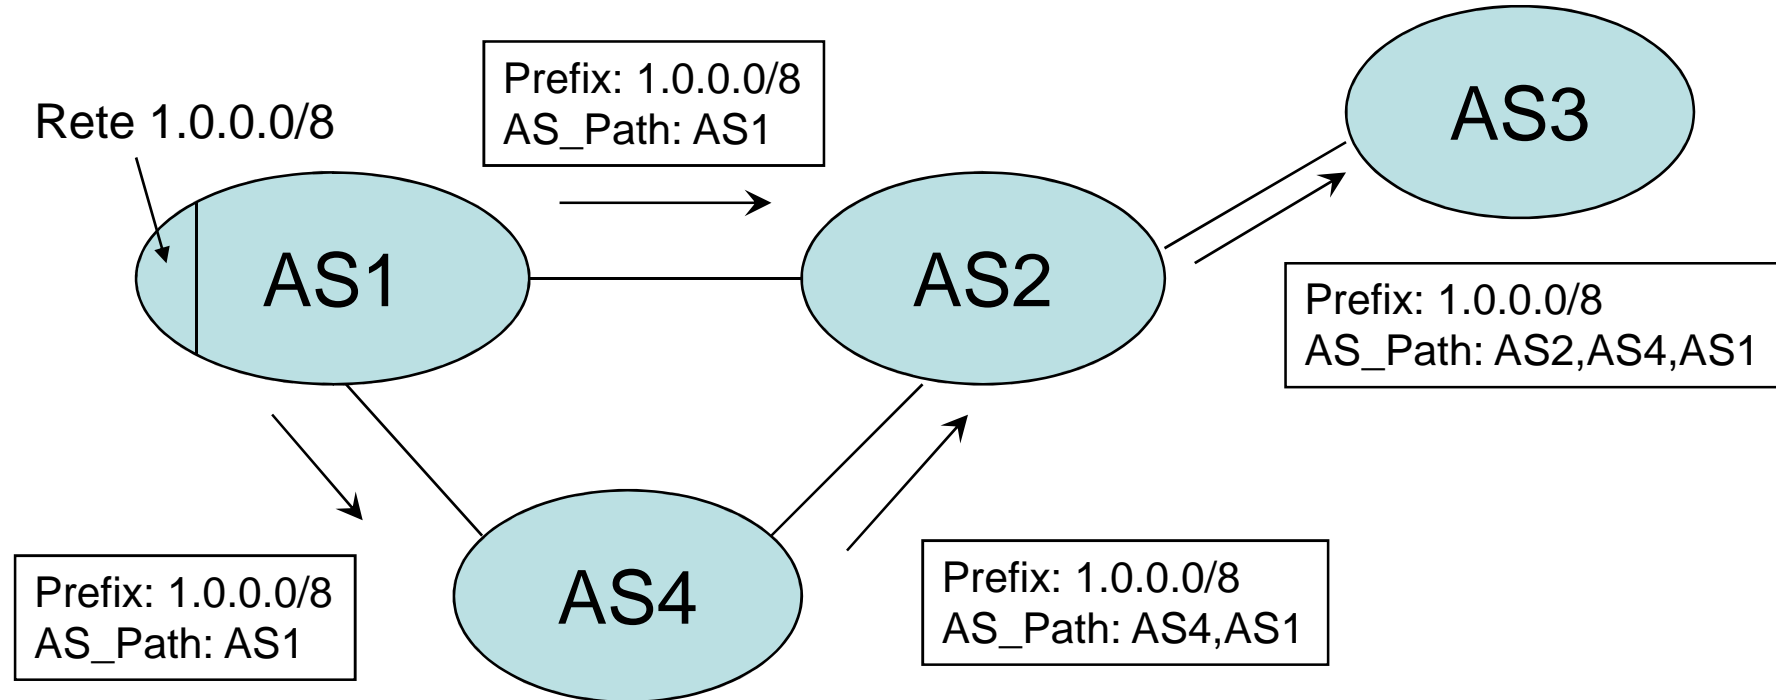 Prefix: 1.0.0.0/8
AS_Path: AS1
Rete 1.0.0.0/8
AS3
AS1
AS2
Prefix: 1.0.0.0/8
AS_Path: AS2,AS4,AS1
AS4
Prefix: 1.0.0.0/8
AS_Path: AS1
Prefix: 1.0.0.0/8
AS_Path: AS4,AS1